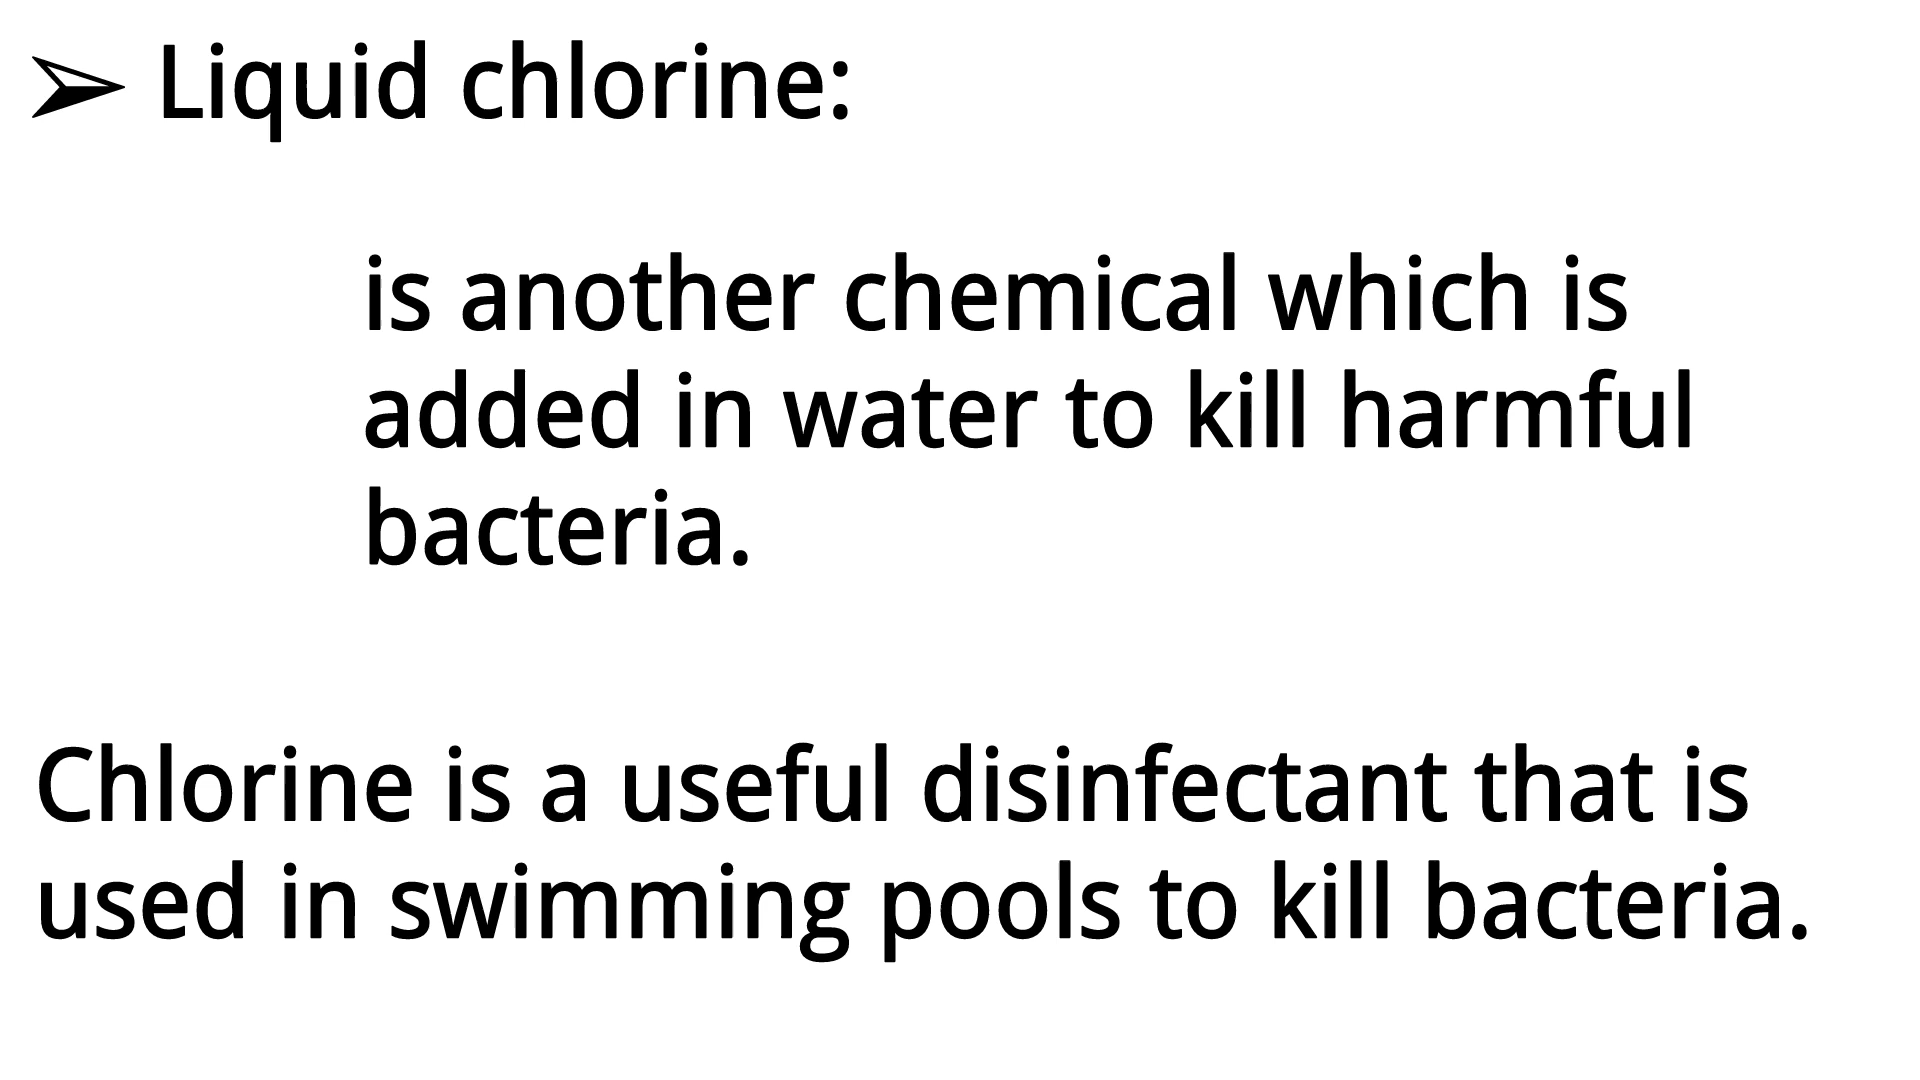 ➢ Liquid chlorine:
is another chemical which is
added in water to kill harmful
bacteria.
Chlorine is a useful disinfectant that is
used in swimming pools to kill bacteria.